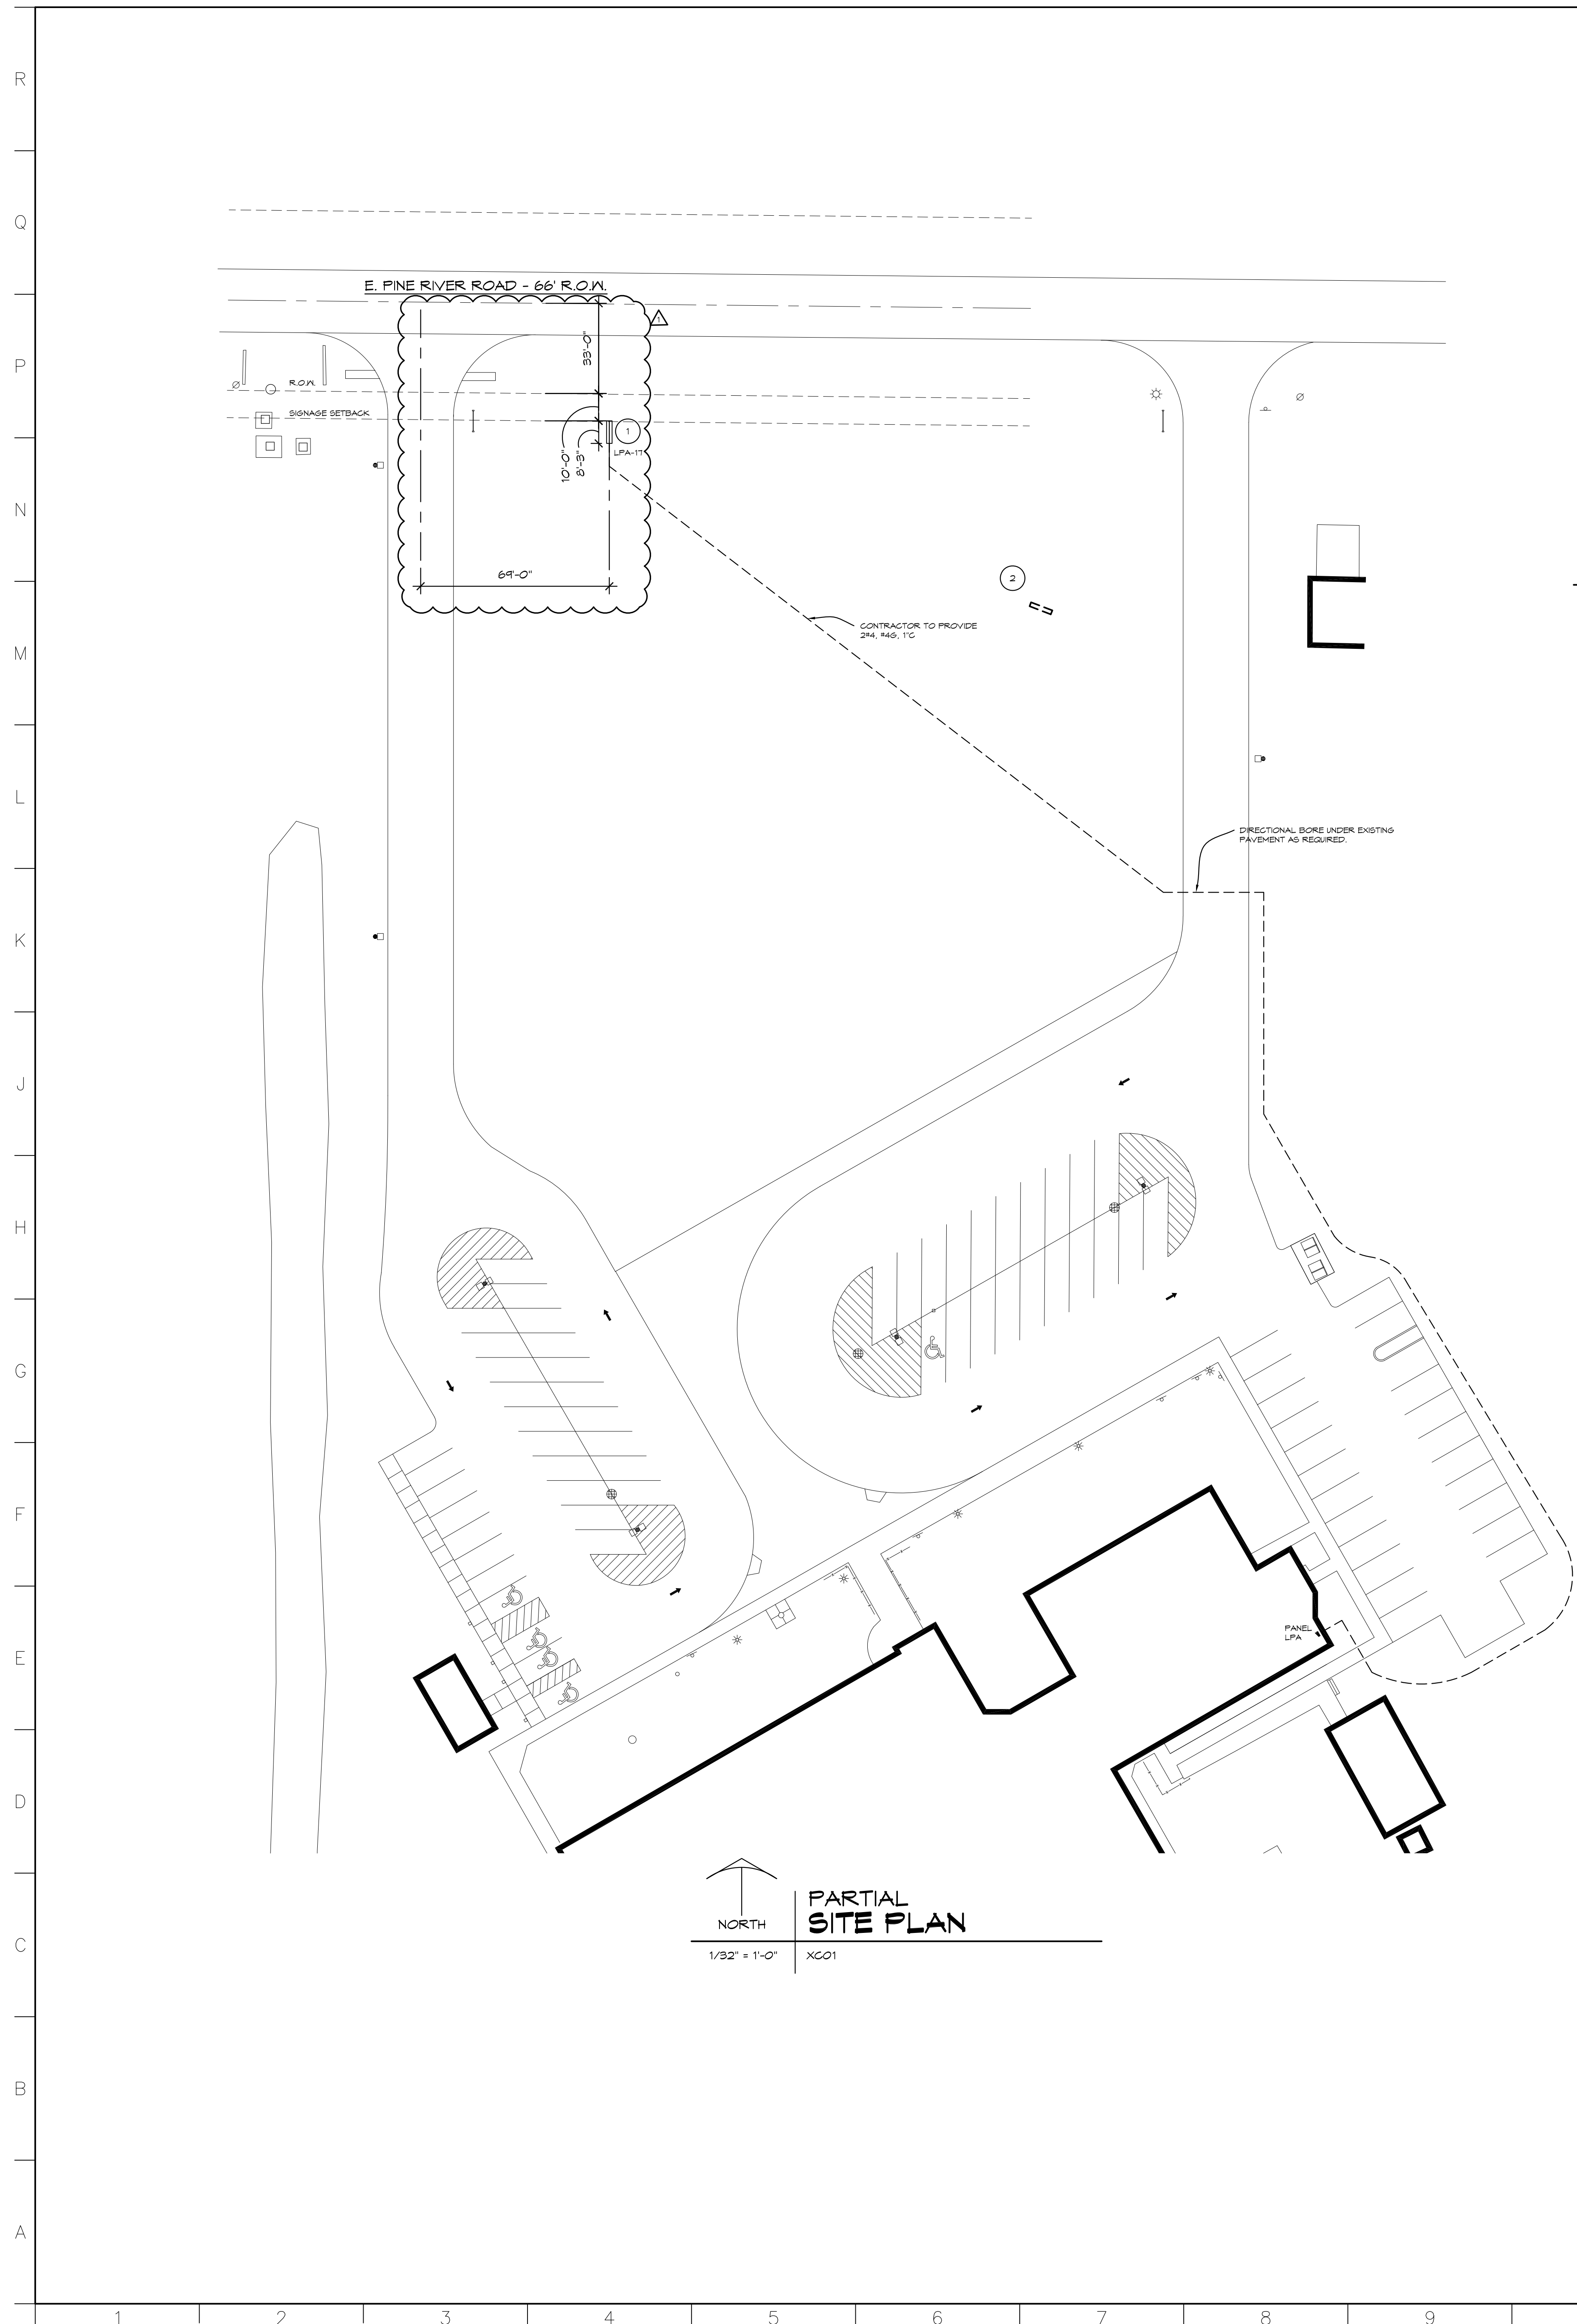 R
Q
E. PINE RIVER ROAD - 66' R.O.W.
1
33'-0"
P
R.O.W.
SIGNAGE SETBACK
1
LPA-17
10'-0"
8'-3"
N
69'-0"
2
CONTRACTOR TO PROVIDE
2#4, #4G, 1"C
M
L
DIRECTIONAL BORE UNDER EXISTING
PAVEMENT AS REQUIRED.
K
J
H
G
F
PANEL
LPA
E
D
NORTH
PARTIAL
SITE PLAN
1/32" = 1'-0"
XC01
C
B
A
1 2 3 4 5 6 7 8 9